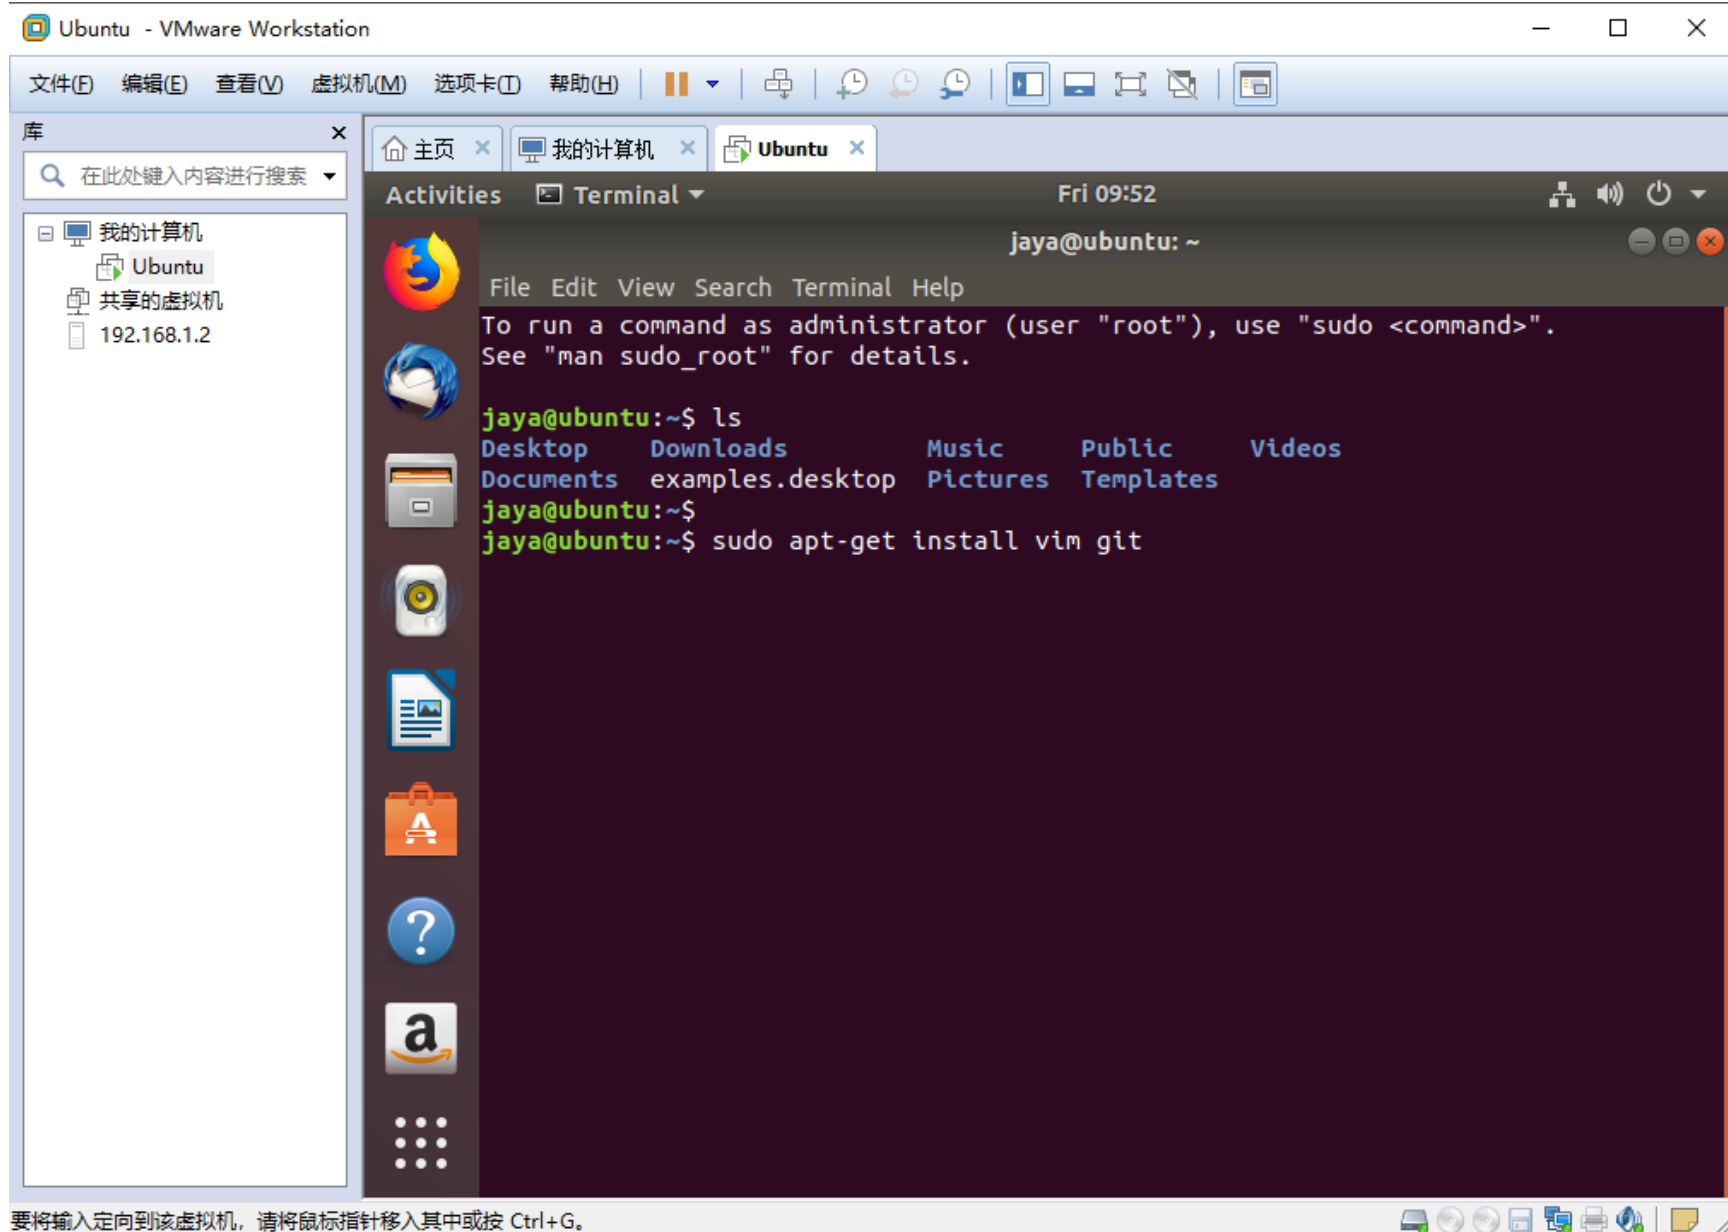 Ubuntu - VMware Workstation
文件(F) 编辑(E) 查看(V) 虚拟机(M) 选项卡(T) 帮助(H)
库
在此处键入内容进行搜索
我的计算机
Ubuntu
共享的虚拟机
192.168.1.2
主页 我的计算机 Ubuntu
Activities Terminal Fri 09:52
jaya@ubuntu: ~
File Edit View Search Terminal Help
To run a command as administrator (user "root"), use "sudo <command>".
See "man sudo_root" for details.
jaya@ubuntu:~$ ls
Desktop Downloads Music Public Videos
Documents examples.desktop Pictures Templates
jaya@ubuntu:~$
jaya@ubuntu:~$ sudo apt-get install vim git
要将输入定向到该虚拟机，请将鼠标指针移入其中或按 Ctrl+G。